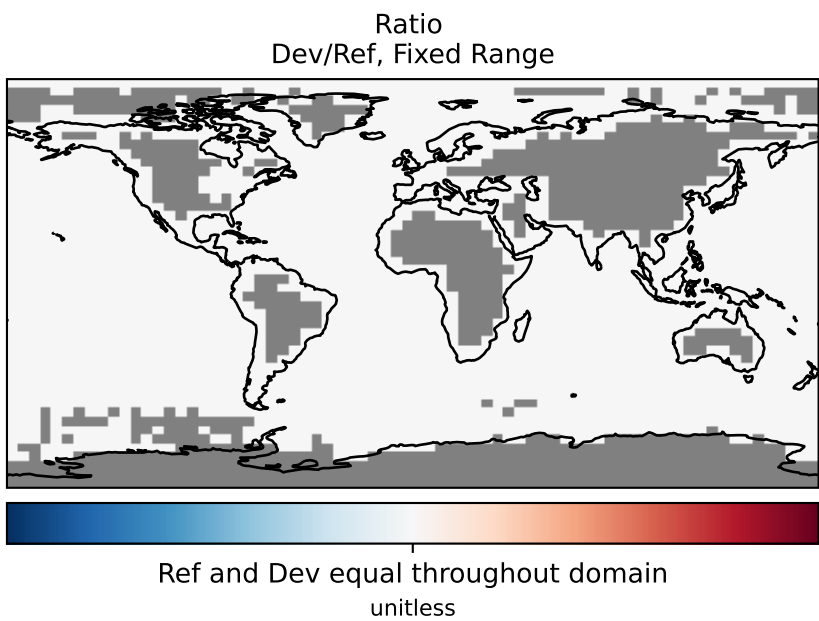 Ratio
Dev/Ref, Fixed Range
Ref and Dev equal throughout domain
unitless